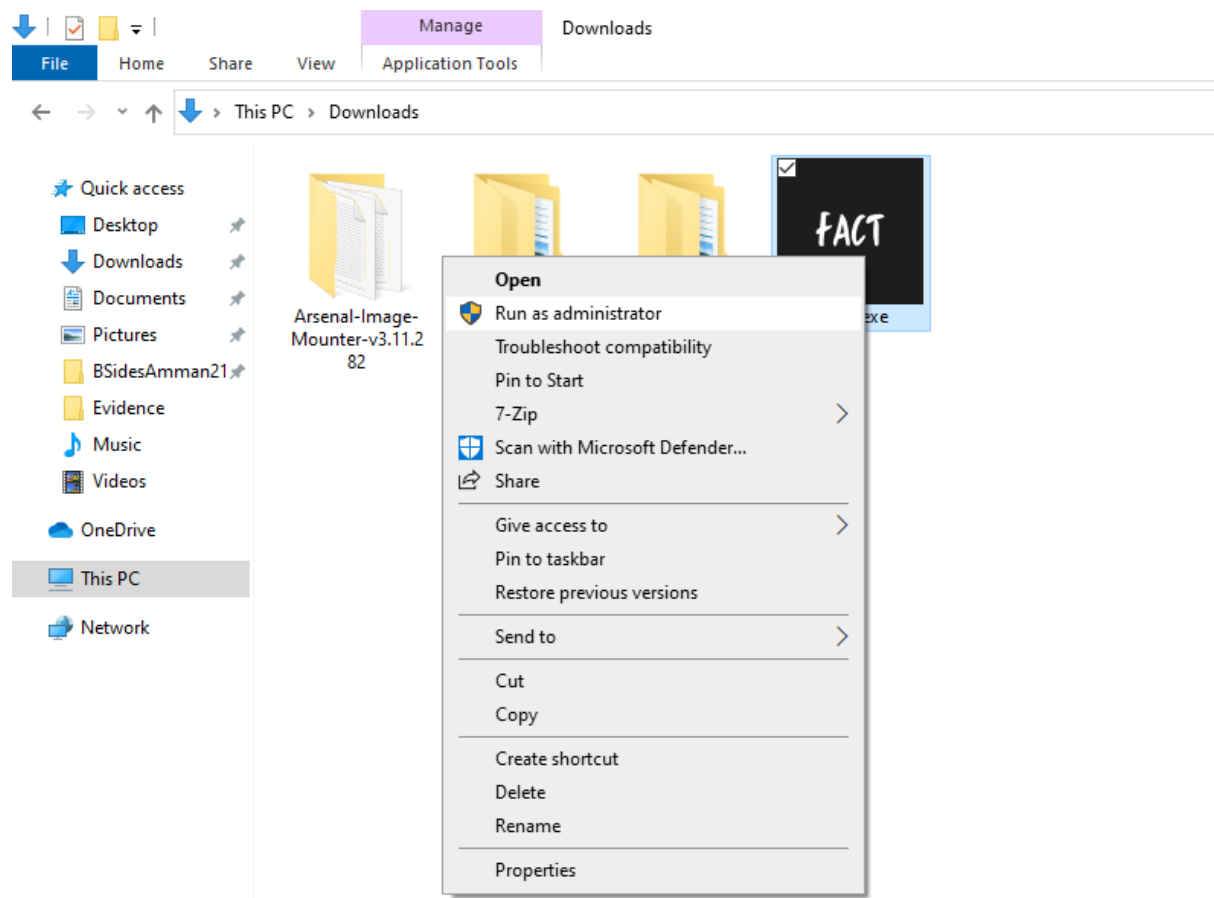 Manage
Downloads
File
Home
Share
View
Application Tools
This PC
Downloads
Quick access
Desktop
Downloads
Documents
Pictures
BSidesAmman21
Evidence
Music
Videos
OneDrive
This PC
Network
Arsenal-Image-
Mounter-v3.11.2
82
FACT
exe
Open
Run as administrator
Troubleshoot compatibility
Pin to Start
7-Zip
Scan with Microsoft Defender...
Share
Give access to
Pin to taskbar
Restore previous versions
Send to
Cut
Copy
Create shortcut
Delete
Rename
Properties